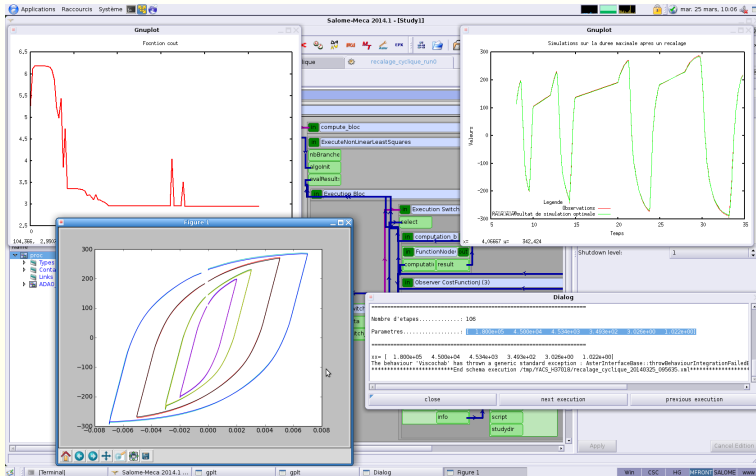 Applications Raccourcis Système
mar. 25 mars, 10:06
Salome-Meca 2014.1 - [Study1]
Gnuplot
Fonction cout
6,5
6
5,5
5
4,5
4
3,5
3
2,5
Gnuplot
Simulations sur la duree maximale apres un recalage
300
200
100
0
-100
-200
-300
5
10
15
20
25
30
35
Valeurs
Temps
Legende
Observations
Resultat de simulation optimale
x= 4,05667 y= 342,424
recalage_cyclique_run0
compute_bloc
ExecuteNonLinearLeastSquares
nbBranche
algoInit
evalResult
Execution Bloc
Execution Switch
select
computation_b
FunctionNode
computati result
Observer CostFunctionJ (3)
info
script
studydir
Shutdown level: 1
Apply
Cancel Edition
proc
Types
Conta
Links
ADAO
Figure 1
300
200
100
0
−100
−200
−300
−0.008 −0.006 −0.004 −0.002 0.000 0.002 0.004 0.006 0.008
Dialog
Nombre d'etapes.............: 106
Parametres..................: [ 1.800e+05 4.500e+04 4.534e+03 3.493e+02 3.026e+00 1.022e+00]
xs= [ 1.800e+05 4.500e+04 4.534e+03 3.493e+02 3.026e+00 1.022e+00]
The behaviour 'Viscochab' has thrown a generic standard exception : AsterInterfaceBase::throwBehaviourIntegrationFailedE
End schema execution /tmp/YACS_H37018/recalage_cyclique_20140325_095635.xml
close next execution previous execution
[Terminal] Salome-Meca 2014.1 ... gplt gplt Dialog Figure 1 Win CSC HG MFRONT SALOME www